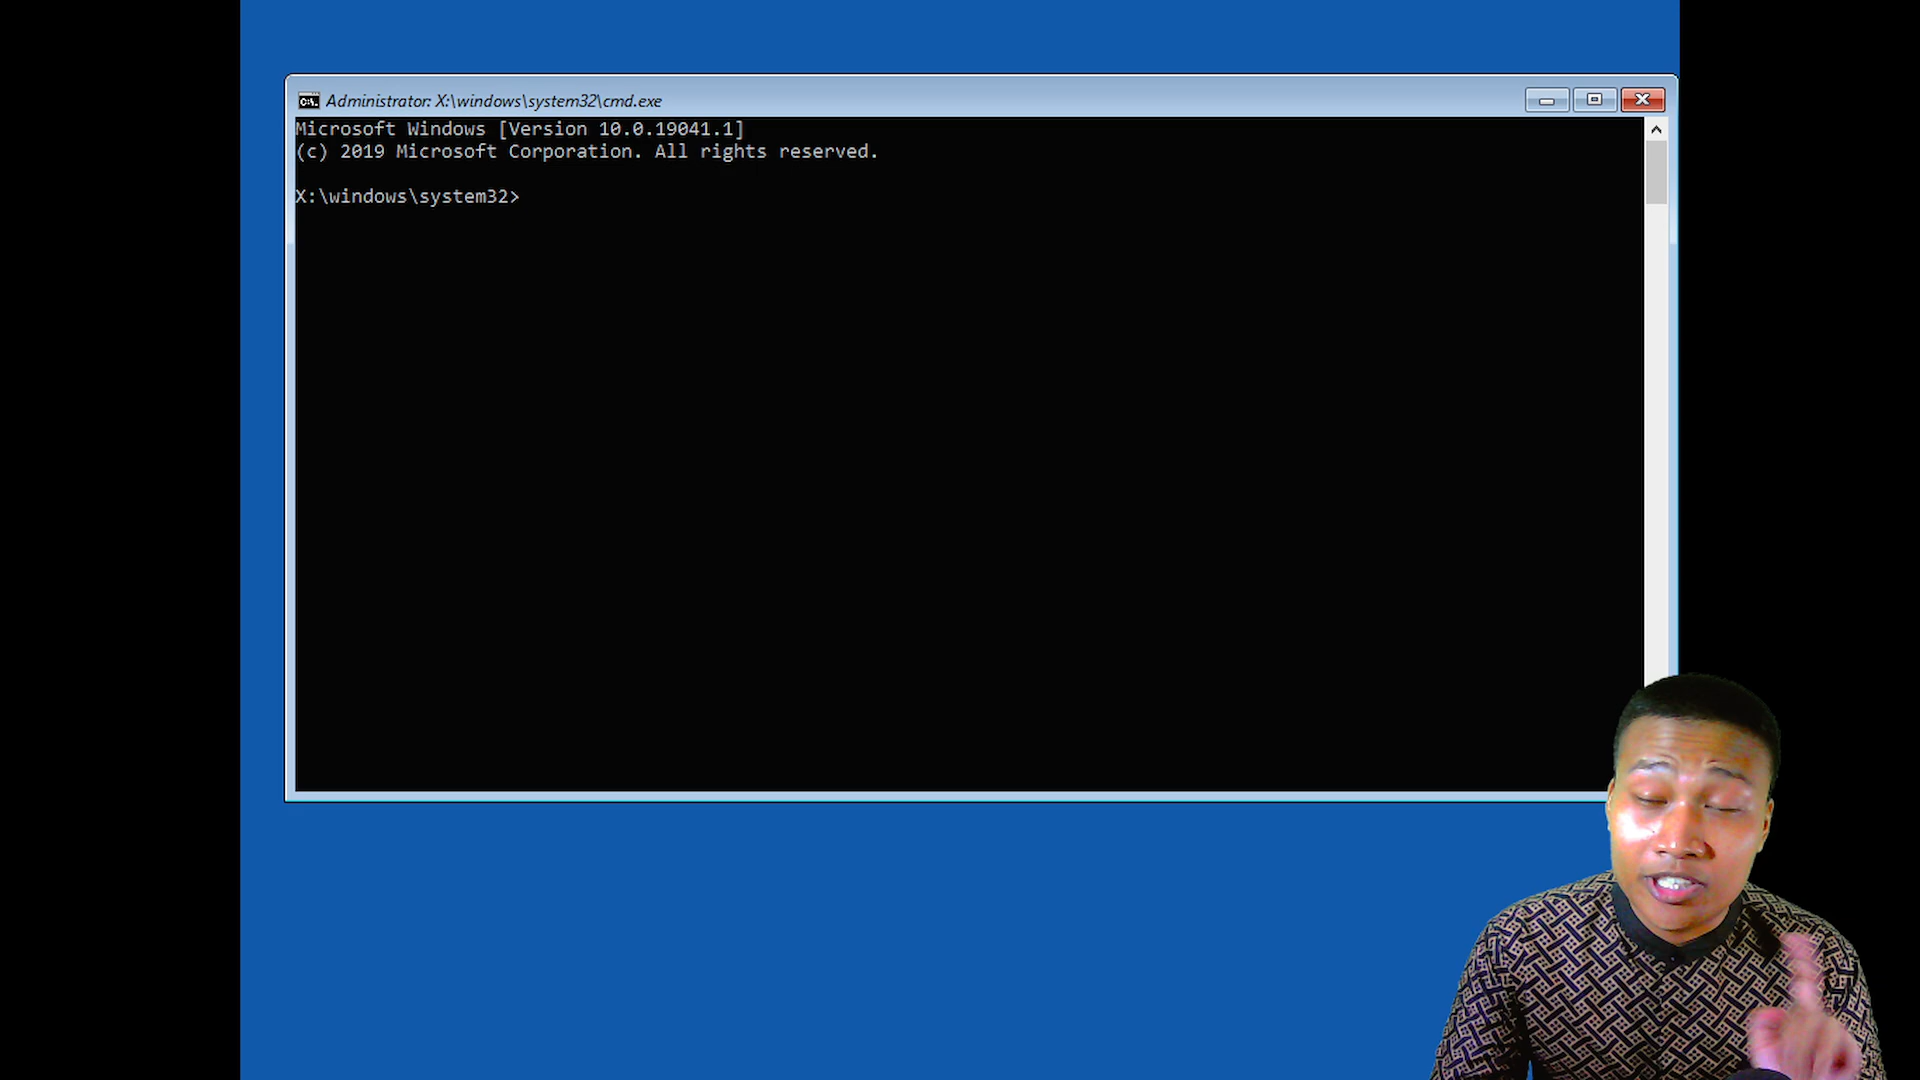 Administrator: X:\windows\system32\cmd.exe
Microsoft Windows [Version 10.0.19041.1]
(c) 2019 Microsoft Corporation. All rights reserved.
X:\windows\system32>